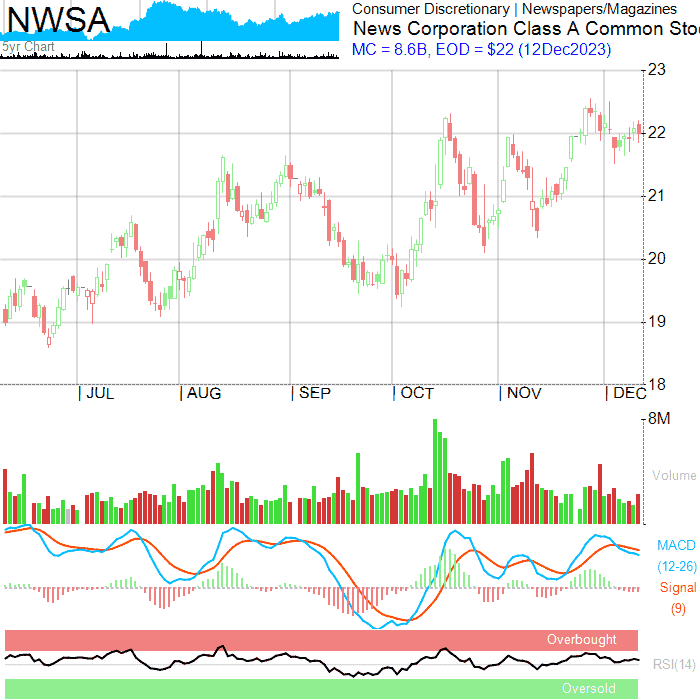 NWSA
5yr Chart
Consumer Discretionary | Newspapers/Magazines
News Corporation Class A Common Sto
MC = 8.6B, EOD = $22 (12Dec2023)
23
22
21
20
19
18
| JUL | AUG | SEP | OCT | NOV | DEC
8M
Volume
MACD
(12-26)
Signal
(9)
Overbought
RSI(14)
Oversold